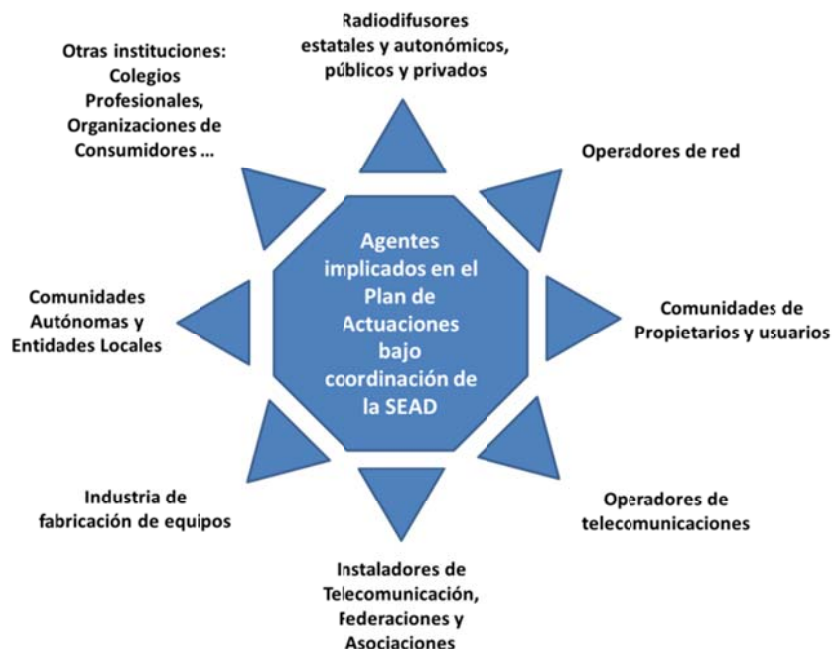 Radiodifusores
estatales y autonómicos,
públicos y privados
Otras instituciones:
Colegios
Profesionales,
Organizaciones de
Consumidores ...
Operadores de red
Agentes
implicados en el
Plan de
Actuaciones
bajo
coordinación de
la SEAD
Comunidades
Autónomas y
Entidades Locales
Comunidades de
Propietarios y usuarios
Industria de
fabricación de equipos
Operadores de
telecomunicaciones
Instaladores de
Telecomunicación,
Federaciones y
Asociaciones